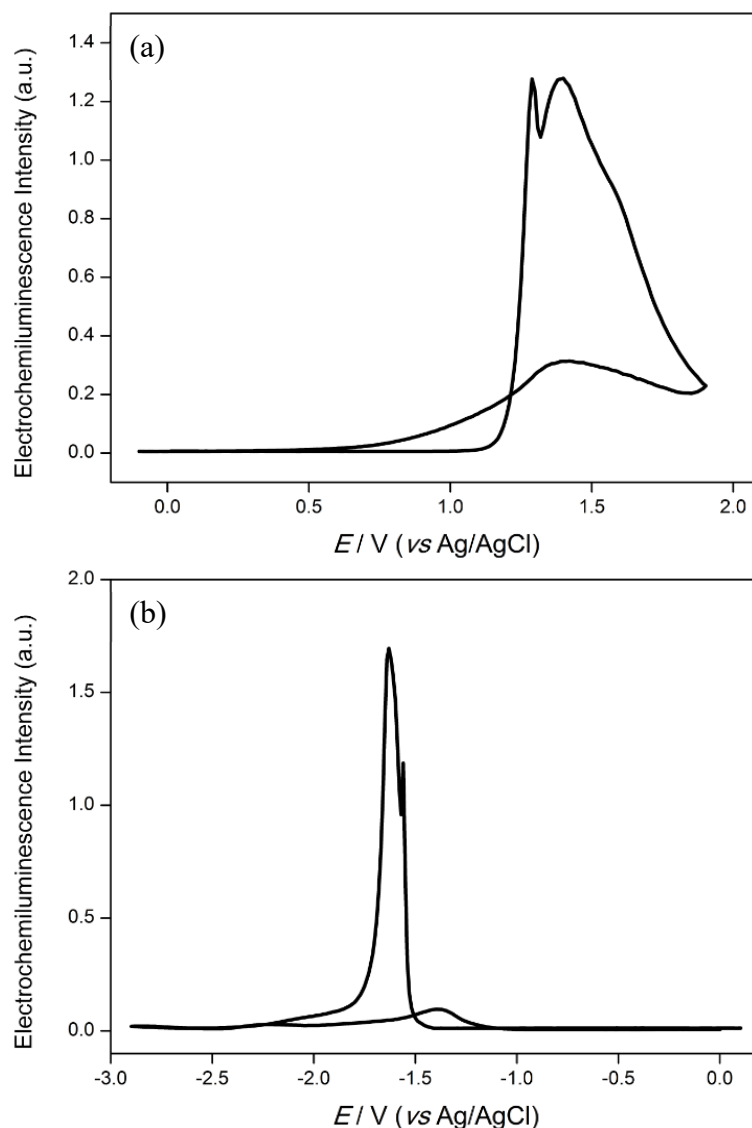 (a)
Electrochemiluminescence Intensity (a.u.)
1.4
1.2
1.0
0.8
0.6
0.4
0.2
0.0
0.0 0.5 1.0 1.5 2.0
E / V (vs Ag/AgCl)
(b)
Electrochemiluminescence Intensity (a.u.)
2.0
1.5
1.0
0.5
0.0
-3.0 -2.5 -2.0 -1.5 -1.0 -0.5 0.0
E / V (vs Ag/AgCl)